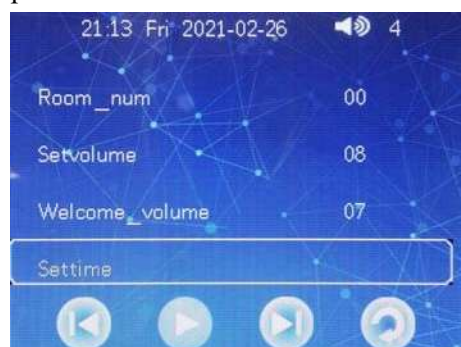 21:13 Fri 2021-02-26 4
Room_num 00
Setvolume 08
Welcome_volume 07
Settime